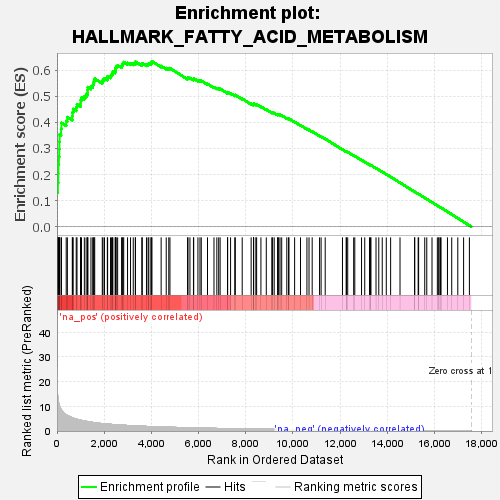 Enrichment plot:
HALLMARK_FATTY_ACID_METABOLISM
Enrichment score (ES)
0.6
0.5
0.4
0.3
0.2
0.1
0.0
'na_pos' (positively correlated)
Ranked list metric (PreRanked)
40
30
20
10
0
Zero cross at 1
'na_neg' (negatively correlated)
0
2,000
4,000
6,000
8,000
10,000
12,000
14,000
16,000
18,000
Rank in Ordered Dataset
Enrichment profile
Hits
Ranking metric scores